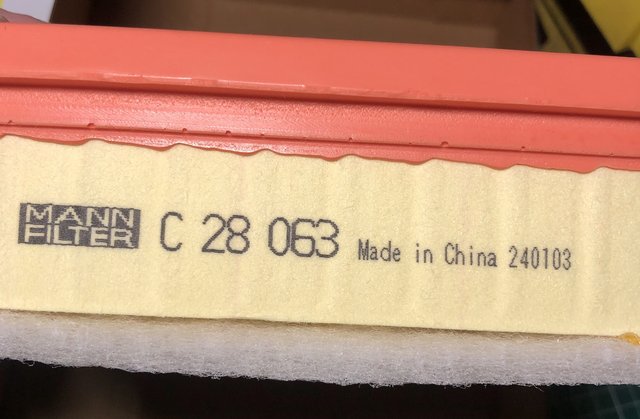 MANN
FILTER
C 28 063 Made in China 240103